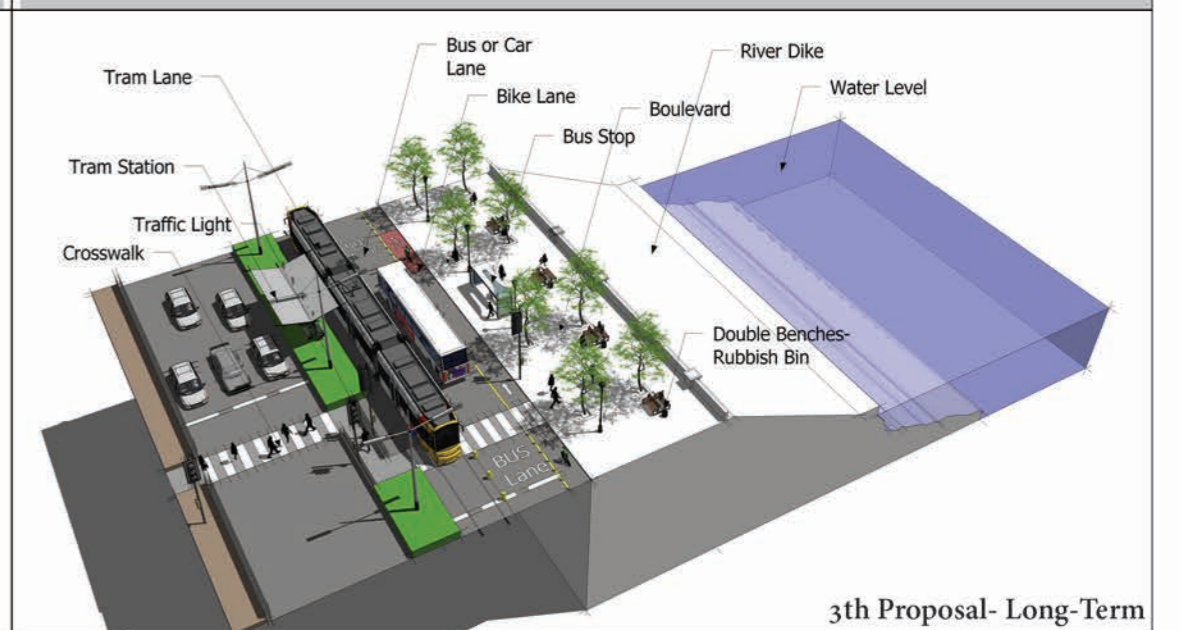 Bus or Car
Lane
River Dike
Tram Lane
Water Level
Bike Lane
Boulevard
Bus Stop
Tram Station
Traffic Light
Crosswalk
Double Benches-
Rubbish Bin
BUS
Lane
3th Proposal- Long-Term